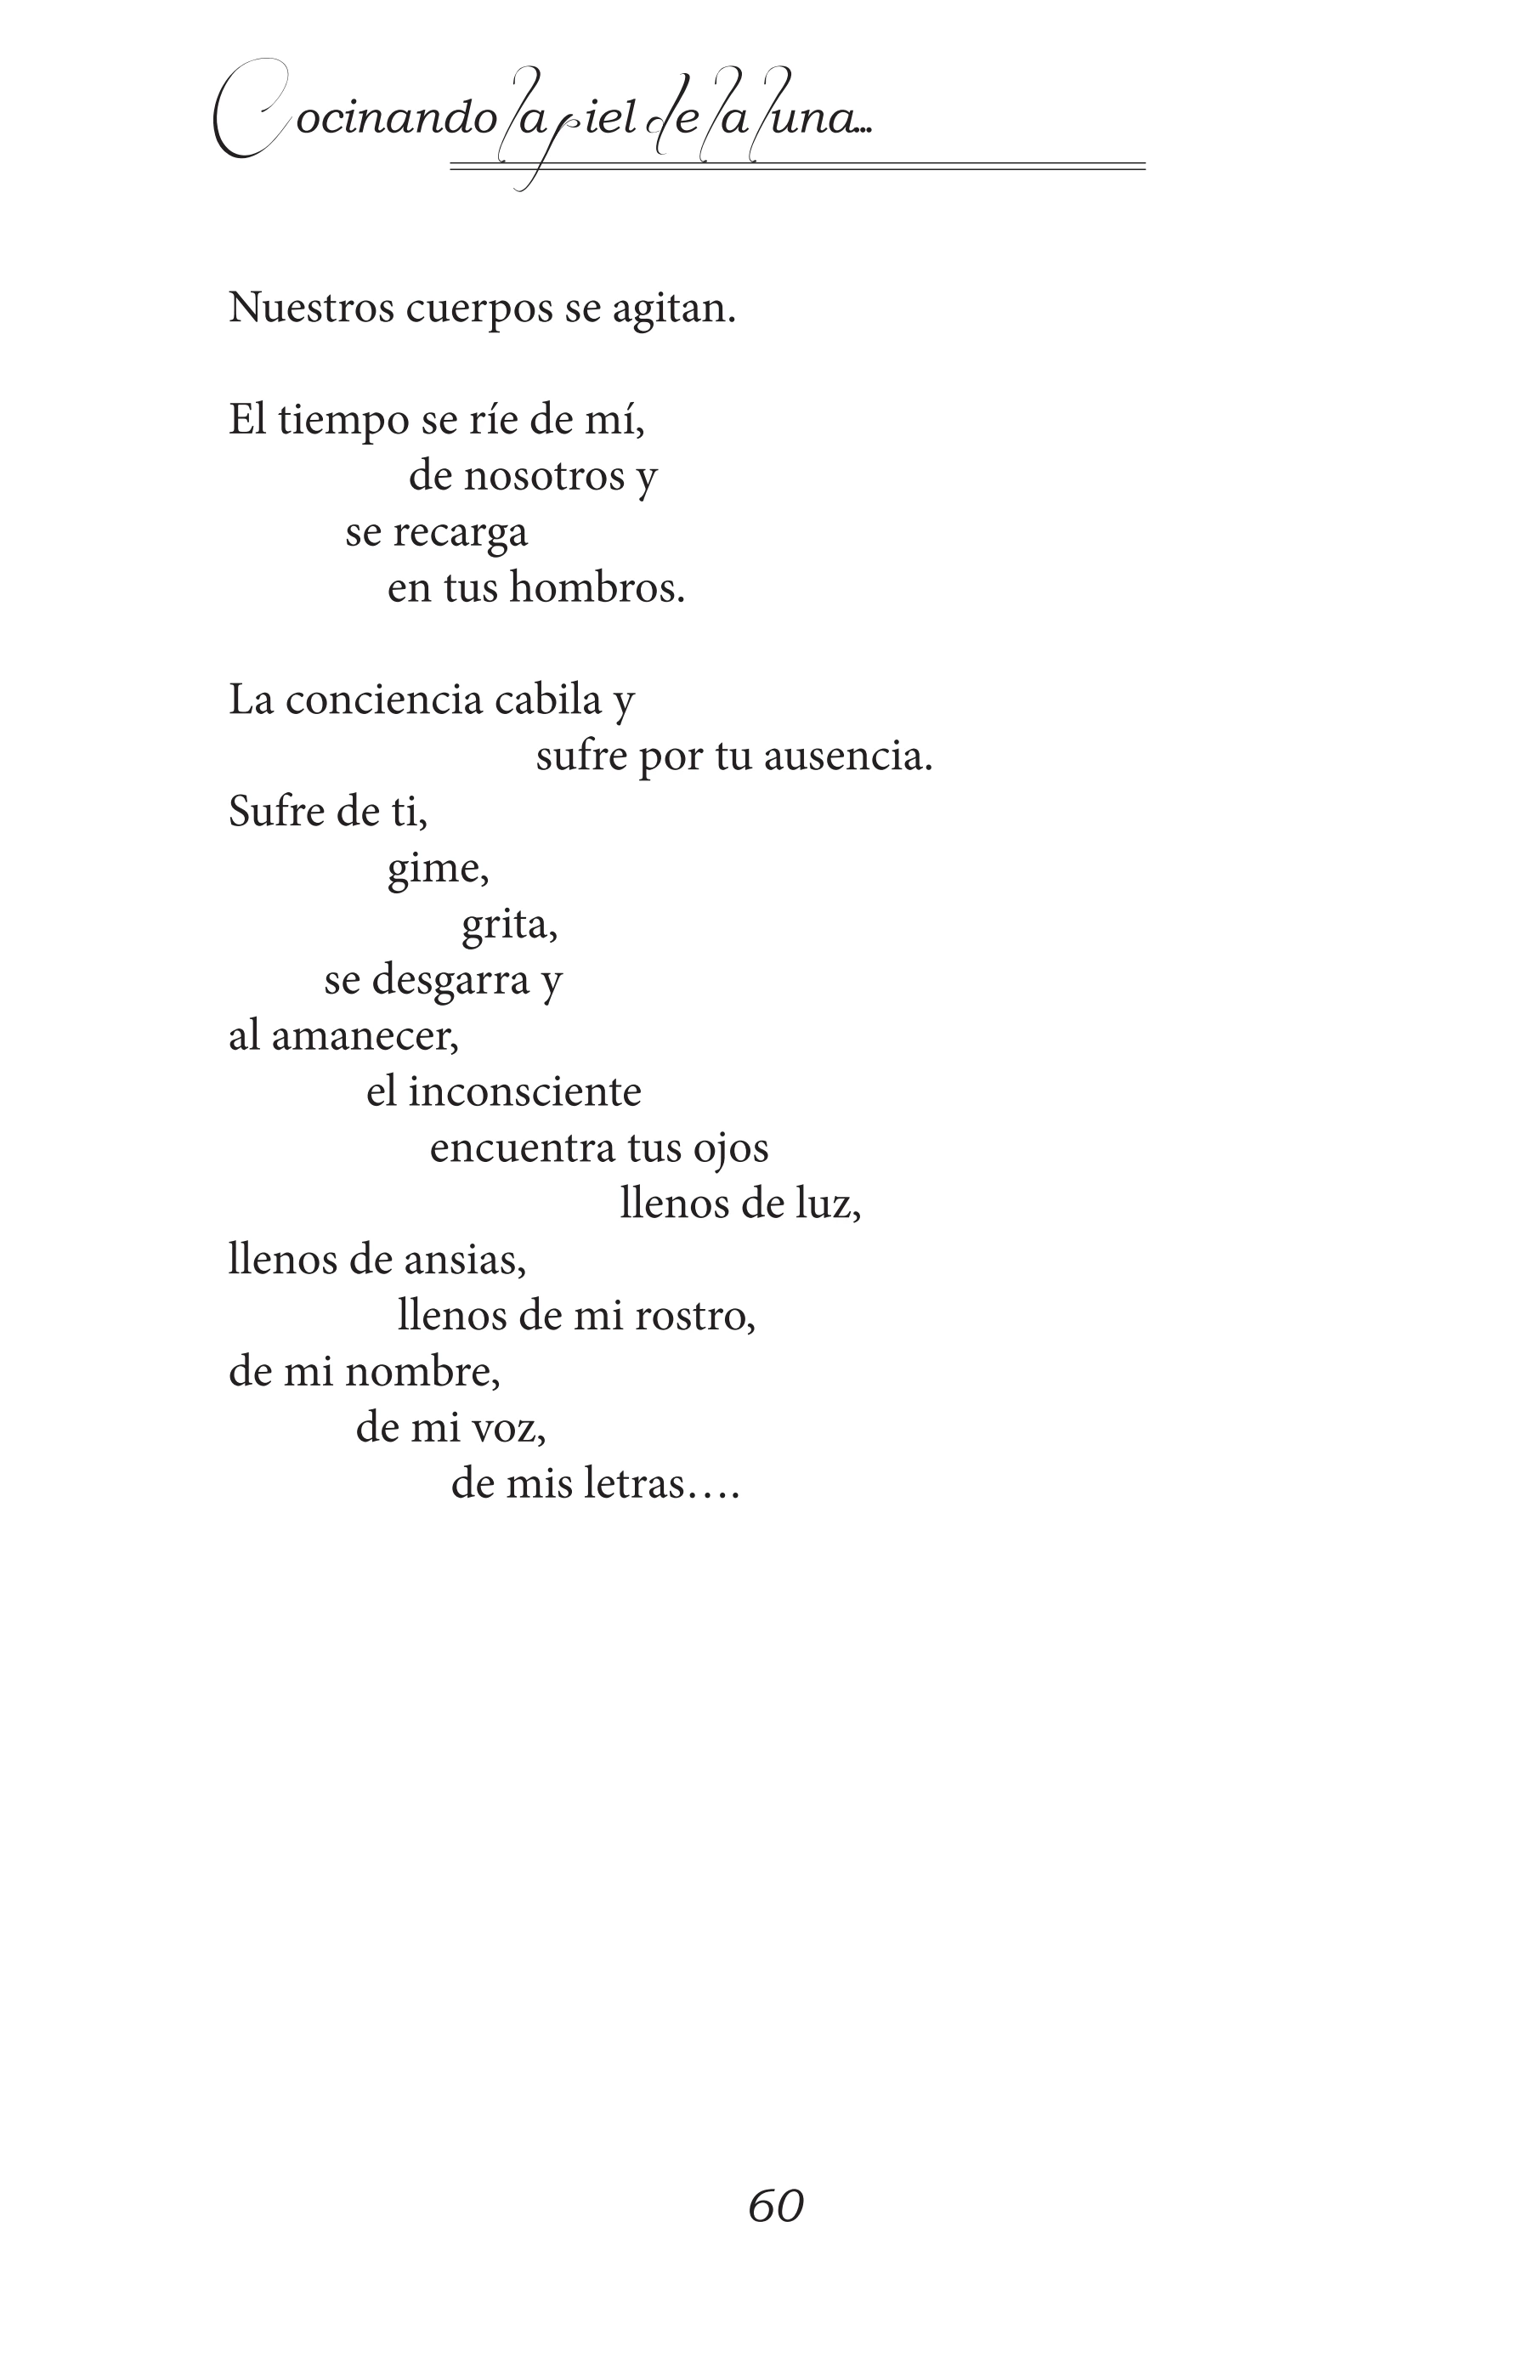 Cocinando la piel de la luna...
Nuestros cuerpos se agitan.
El tiempo se ríe de mí,
de nosotros y
se recarga
en tus hombros.
La conciencia cabila y
sufre por tu ausencia.
Sufre de ti,
gime,
grita,
se desgarra y
al amanecer,
el inconsciente
encuentra tus ojos
llenos de luz,
llenos de ansias,
llenos de mi rostro,
de mi nombre,
de mi voz,
de mis letras….
60